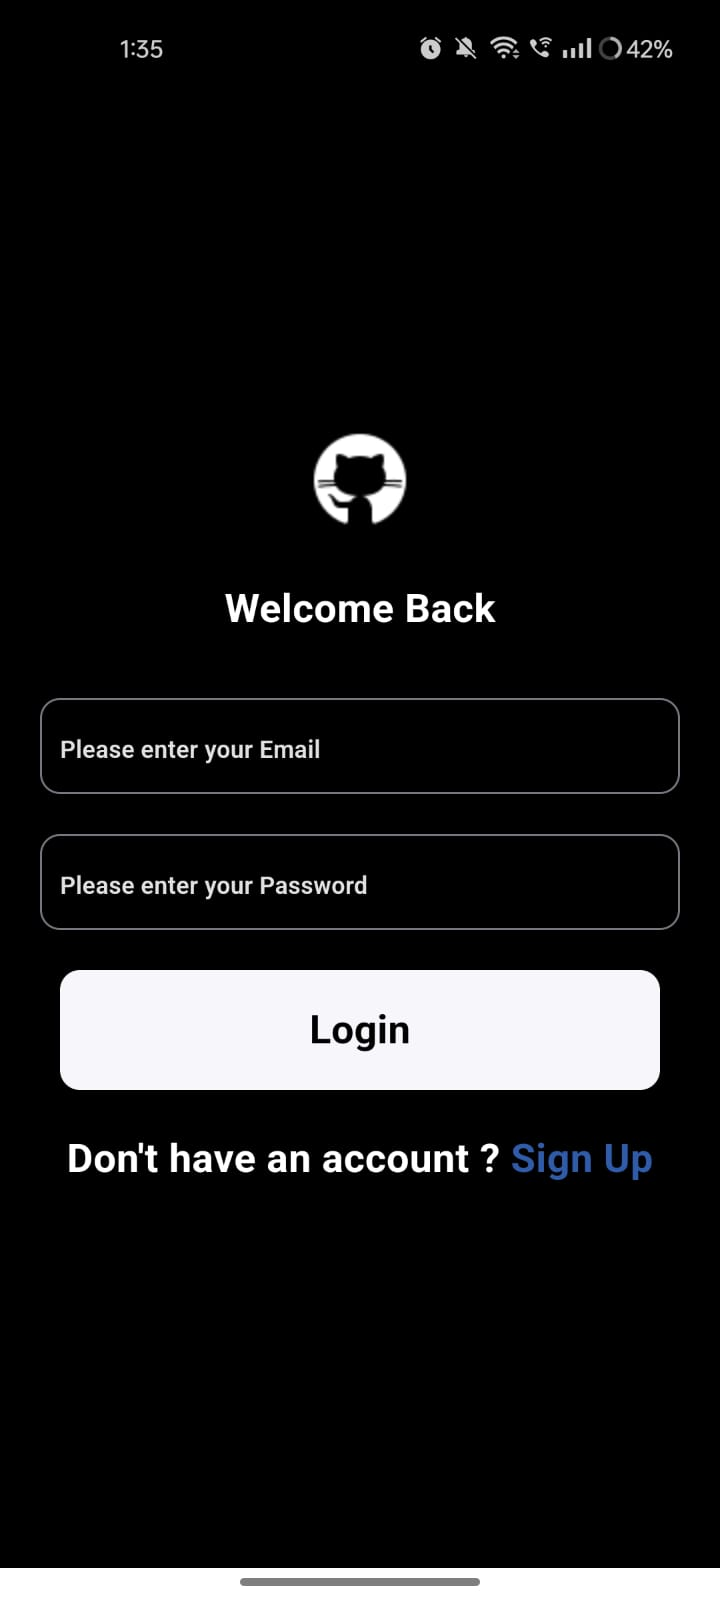 1:35 42%
Welcome Back
Please enter your Email
Please enter your Password
Login
Don't have an account ? Sign Up